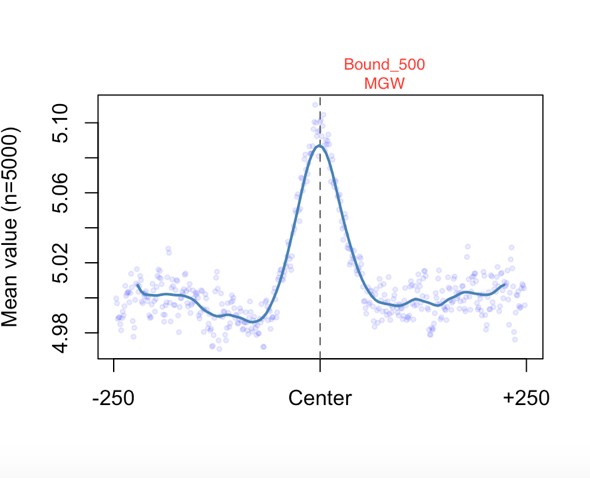 Bound_500
MGW
Mean value (n=5000)
5.10
5.06
5.02
4.98
-250
Center
+250